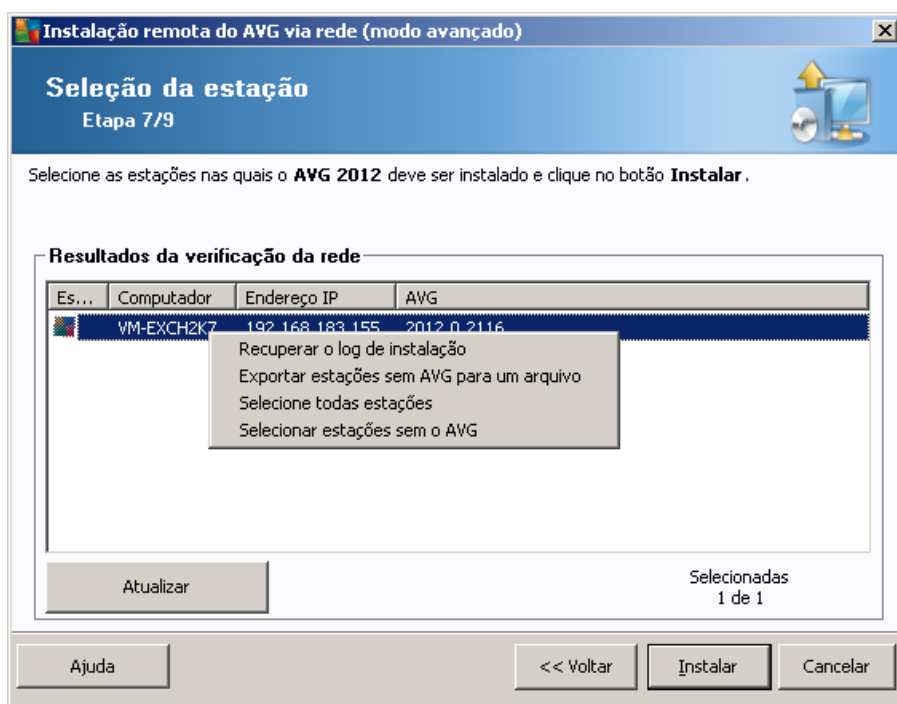 Instalação remota do AVG via rede (modo avançado)
Seleção da estação
Etapa 7/9
Selecione as estações nas quais o AVG 2012 deve ser instalado e clique no botão Instalar.
Resultados da verificação da rede
Es... Computador Endereço IP AVG
VM-EXCH2K7 192.168.183.155 2012.0.2116
Recuperar o log de instalação
Exportar estações sem AVG para um arquivo
Selecione todas estações
Selecionar estações sem o AVG
Atualizar
Selecionadas
1 de 1
Ajuda << Voltar Instalar Cancelar